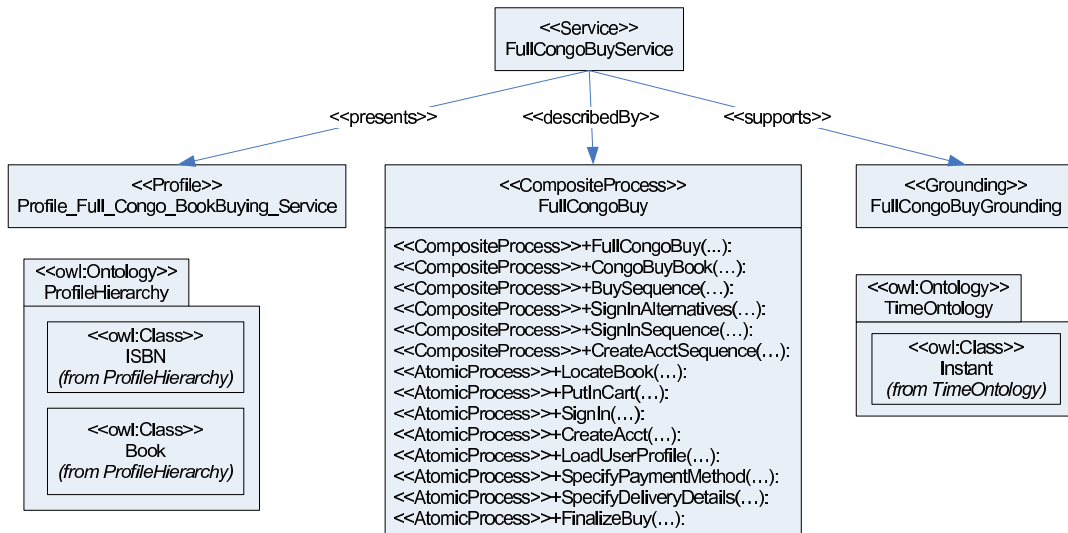 <<Service>>
FullCongoBuyService
<<presents>>
<<describedBy>>
<<supports>>
<<Profile>>
Profile_Full_Congo_BookBuying_Service
<<CompositeProcess>>
FullCongoBuy
<<CompositeProcess>>+FullCongoBuy(...):
<<CompositeProcess>>+CongoBuyBook(…):
<<CompositeProcess>>+BuySequence(…):
<<CompositeProcess>>+SignInAlternatives(…):
<<CompositeProcess>>+SignInSequence(…):
<<CompositeProcess>>+CreateAcctSequence(…):
<<AtomicProcess>>+LocateBook(…):
<<AtomicProcess>>+PutInCart(…):
<<AtomicProcess>>+SignIn(…):
<<AtomicProcess>>+CreateAcct(…):
<<AtomicProcess>>+LoadUserProfile(…):
<<AtomicProcess>>+SpecifyPaymentMethod(…):
<<AtomicProcess>>+SpecifyDeliveryDetails(…):
<<AtomicProcess>>+FinalizeBuy(…):
<<Grounding>>
FullCongoBuyGrounding
<<owl:Ontology>>
ProfileHierarchy
<<owl:Class>>
ISBN
(from ProfileHierarchy)
<<owl:Class>>
Book
(from ProfileHierarchy)
<<owl:Ontology>>
TimeOntology
<<owl:Class>>
Instant
(from TimeOntology)